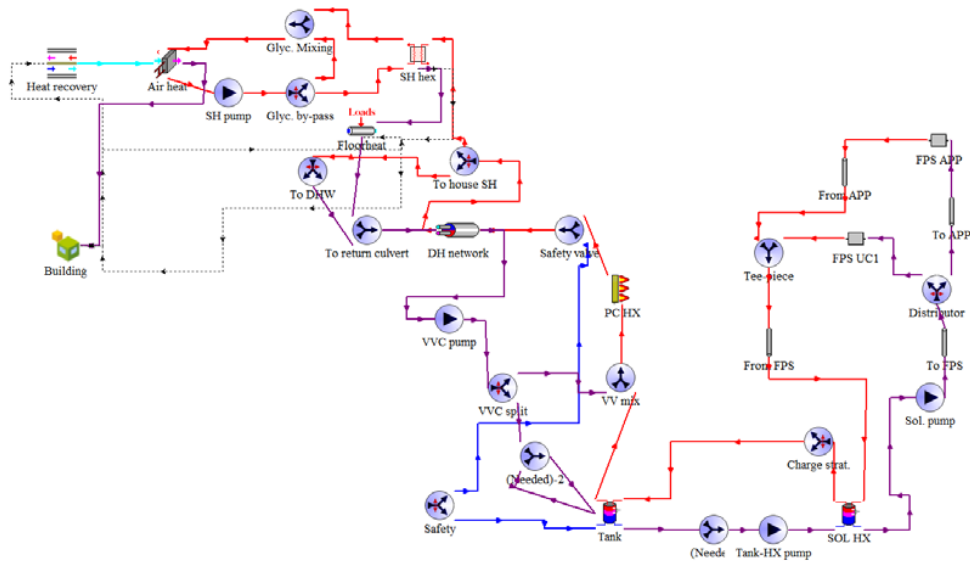 Glyc. Mixing
SH hex
Heat recovery
Air heat
SH pump
Glyc. by-pass
Loads
Floorheat
To DHW
To house SH
FPS APP
From APP
To APP
Building
To return culvert
DH network
Safety valve
Tee-piece
FPS UC1
Distributor
PC HX
VVC pump
From FPS
To FPS
VVC split
VV mix
Sol. pump
(Needed)-2
Charge strat.
Safety
Tank
(Neede
Tank-HX pump
SOL HX